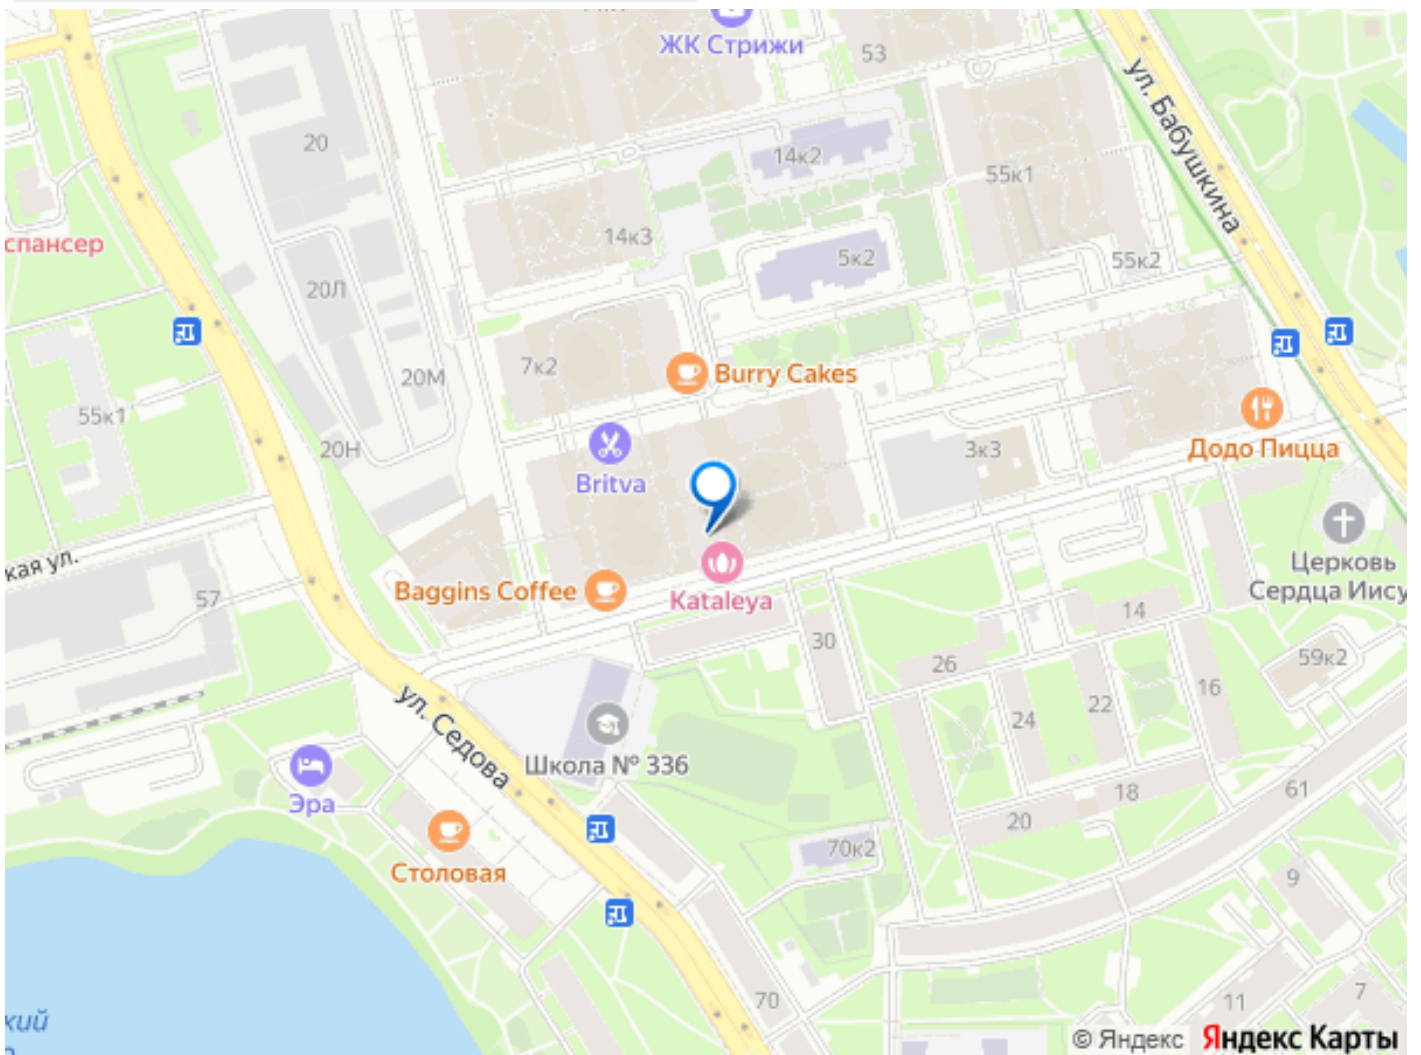 ЖК Стрижи
53
ул. Бабушкина
20
14к2
55к1
спансер
14к3
5к2
55к2
20Л
7к2
Burry Cakes
20М
55к1
Додо Пицца
20Н
Britva
3к3
кая ул.
Церковь
Сердца Иису
Baggins Coffee
Kataleya
57
14
30
26
59к2
16
22
24
ул. Седова
Школа № 336
Эра
18
61
20
Столовая
70к2
9
70
11
7
кий
© Яндекс Яндекс Карты